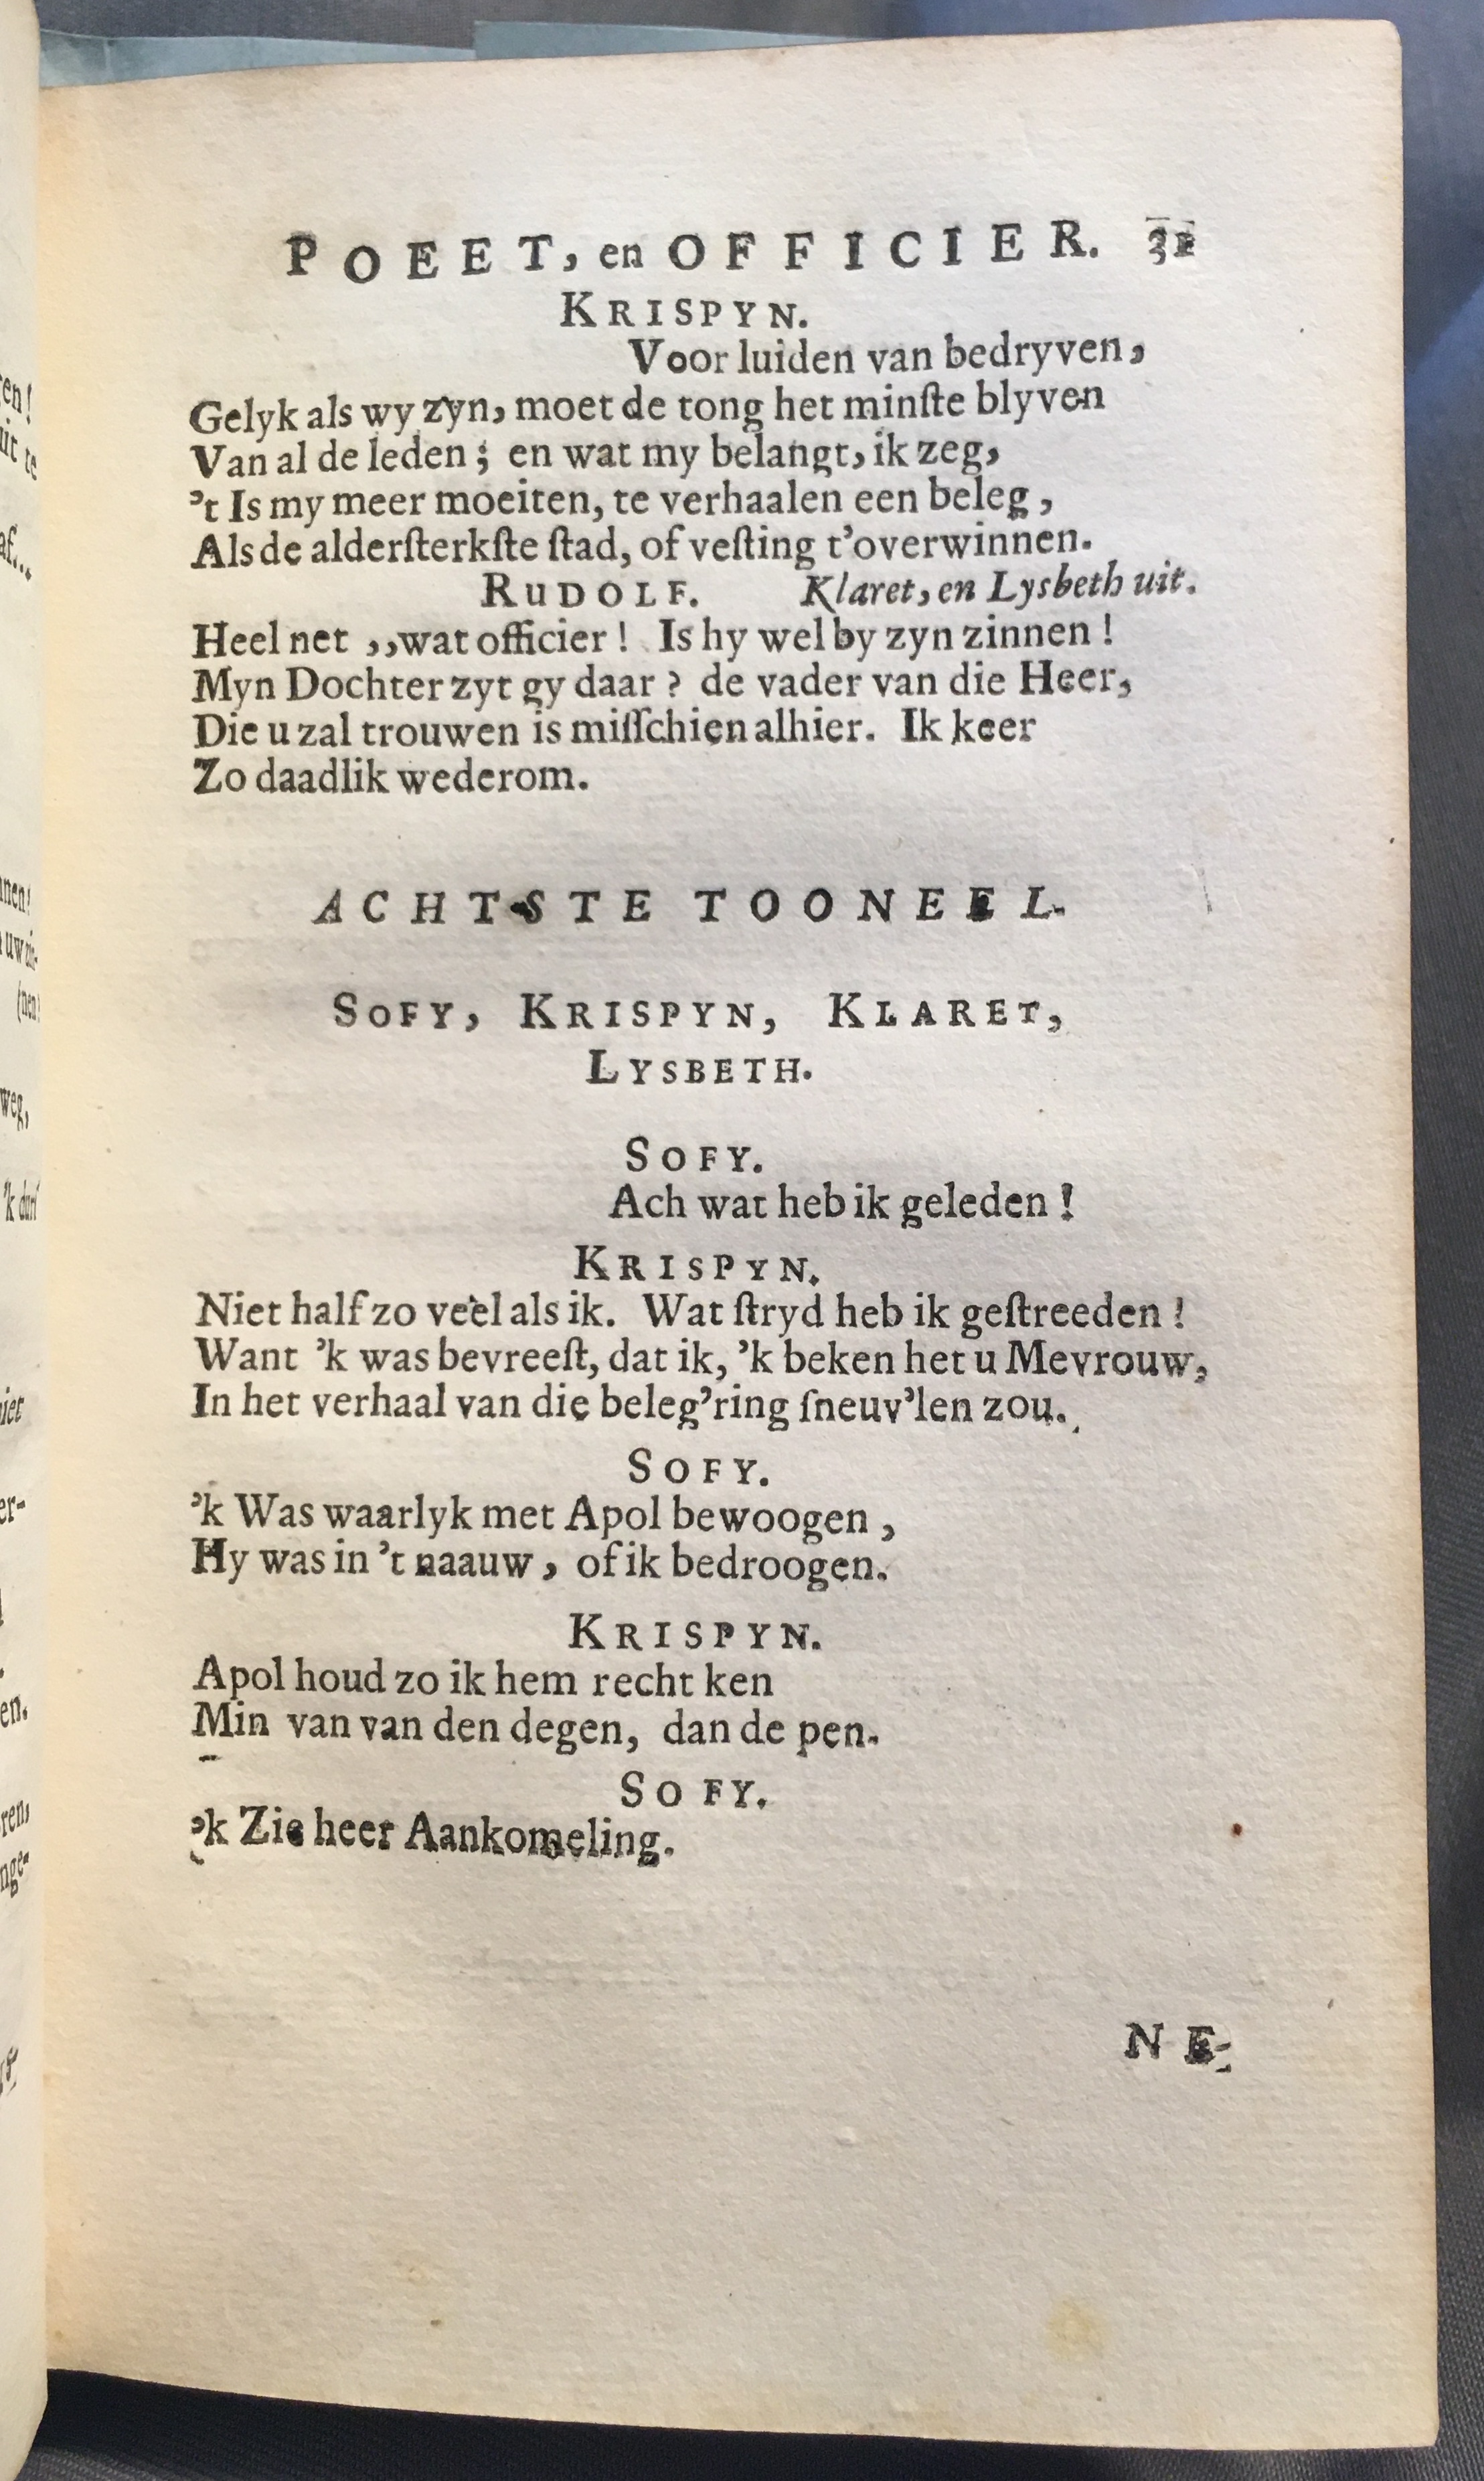 POEET, en OFFICIER. 31
KRISPYN.
Voor luiden van bedryven,
Gelyk als wy zyn, moet de tong het minſte blyven
Van al de leden; en wat my belangt, ik zeg,
't Is my meer moeiten, te verhaalen een beleg,
Als de alderſterkſte ſtad, of veſting t'overwinnen.
RUDOLF. Klaret, en Lysbeth uit.
Heel net ,,wat officier! Is hy wel by zyn zinnen!
Myn Dochter zyt gy daar? de vader van die Heer,
Die u zal trouwen is miſſchien alhier. Ik keer
Zo daadlik wederom.
ACHTSTE TOONEEL.
SOFY, KRISPYN, KLARET,
LYSBETH.
SOFY.
Ach wat heb ik geleden!
KRISPYN.
Niet half zo veel als ik. Wat ſtryd heb ik geſtreeden!
Want 'k was bevreeſt, dat ik, 'k beken het u Mevrouw,
In het verhaal van die beleg'ring ſneuv'len zou.
SOFY.
'k Was waarlyk met Apol bewoogen,
Hy was in 't naauw, of ik bedroogen.
KRISPYN.
Apol houd zo ik hem recht ken
Min van van den degen, dan de pen.
SOFY.
'k Zie heer Aankomeling.
NE-